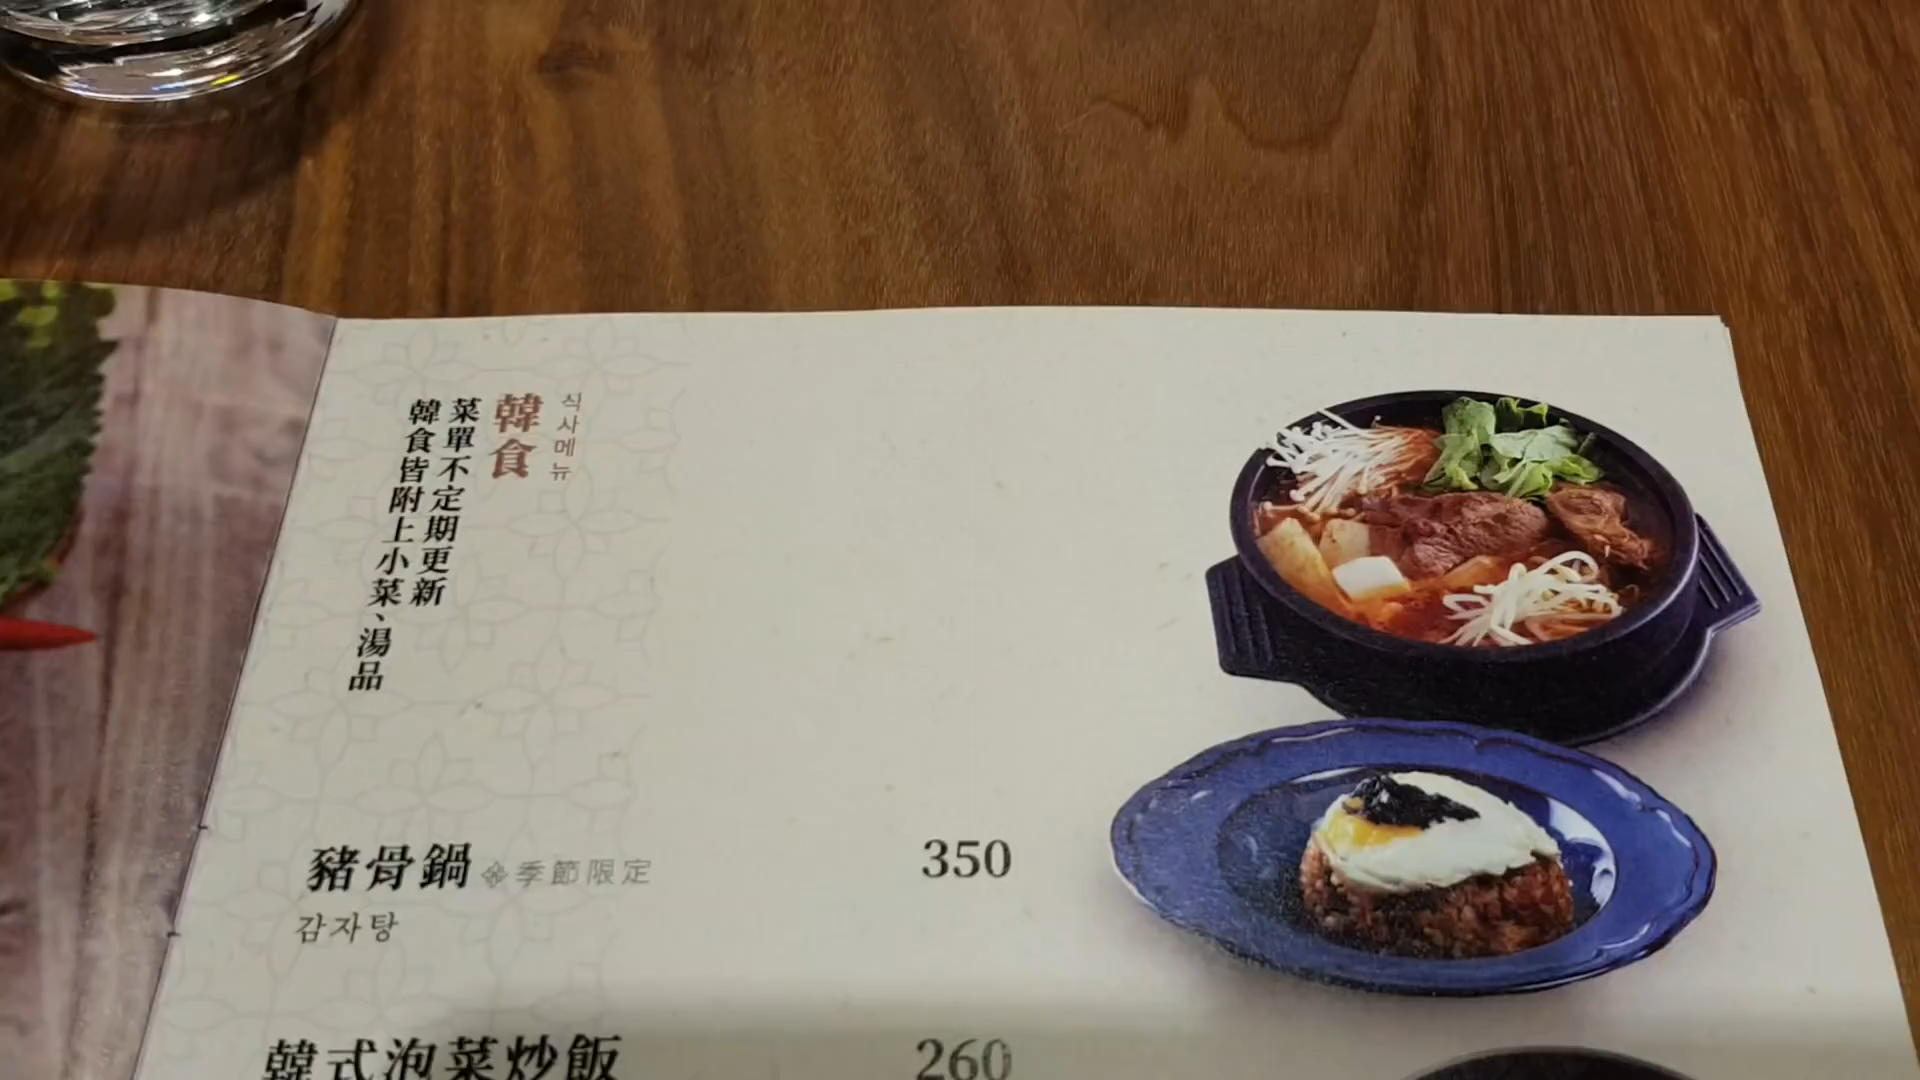 식사메뉴
韓食
菜單不定期更新
韓食皆附上小菜、湯品
豬骨鍋 季節限定 350
감자탕
韓式泡菜炒飯 260